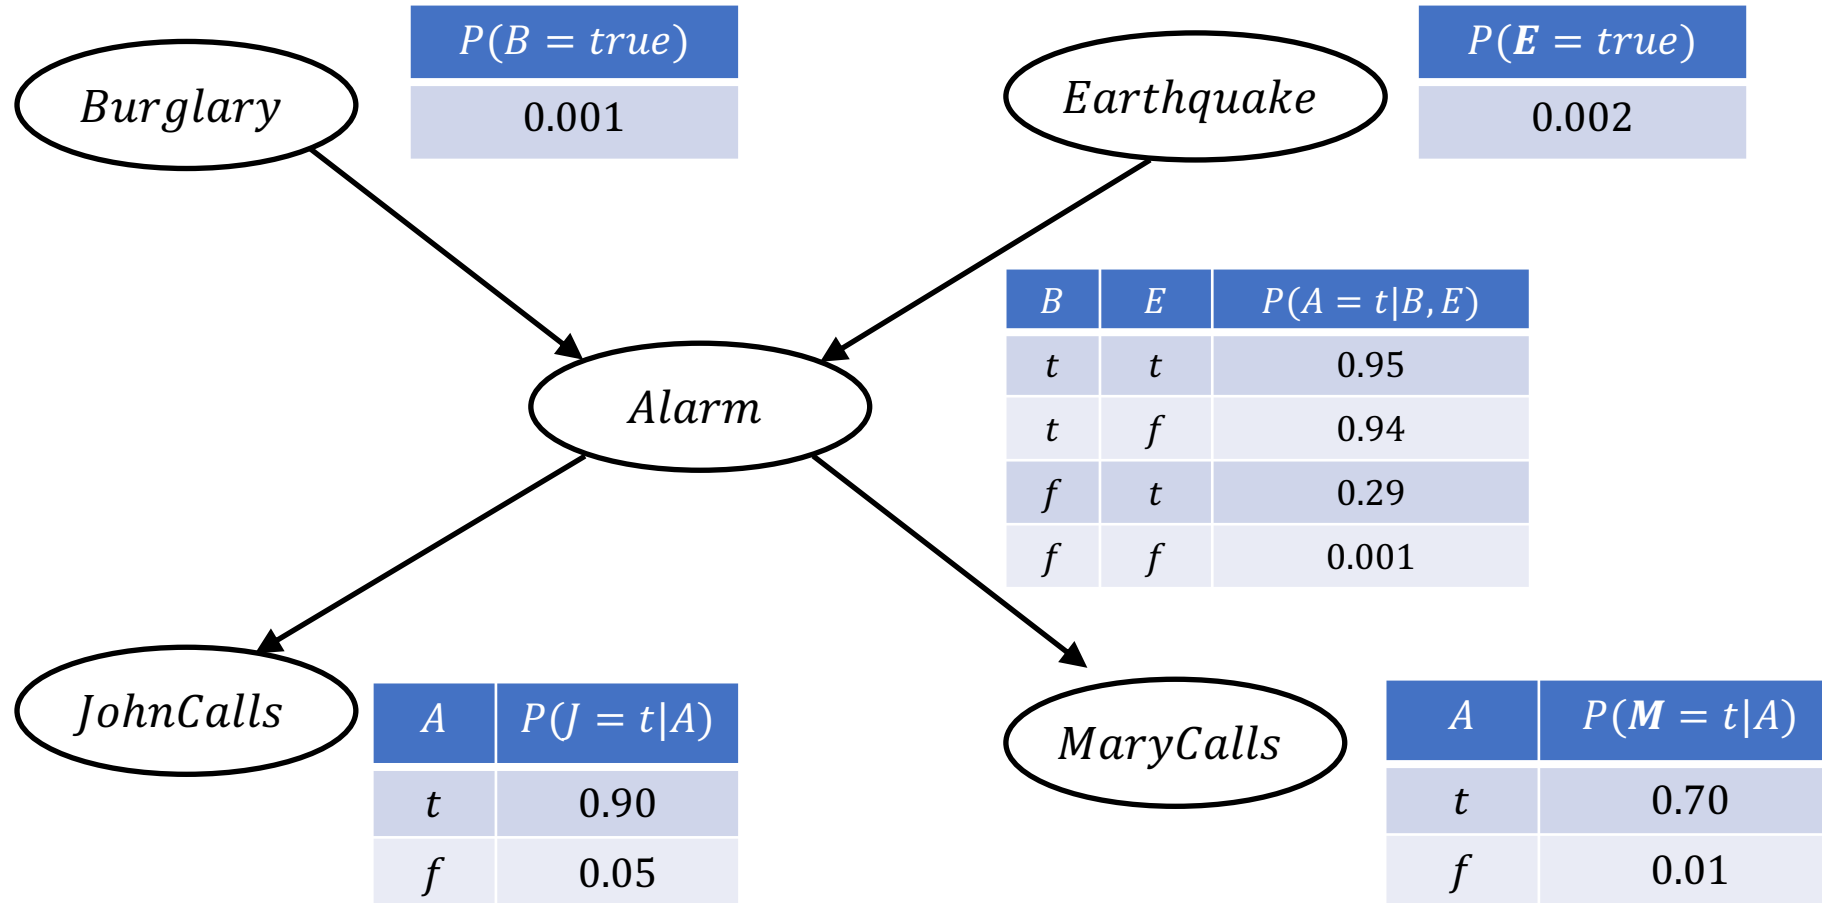 Burglary
P(B = true)
0.001
Earthquake
P(E = true)
0.002
Alarm
B E P(A = t|B, E)
t t 0.95
t f 0.94
f t 0.29
f f 0.001
JohnCalls
A P(J = t|A)
t 0.90
f 0.05
MaryCalls
A P(M = t|A)
t 0.70
f 0.01